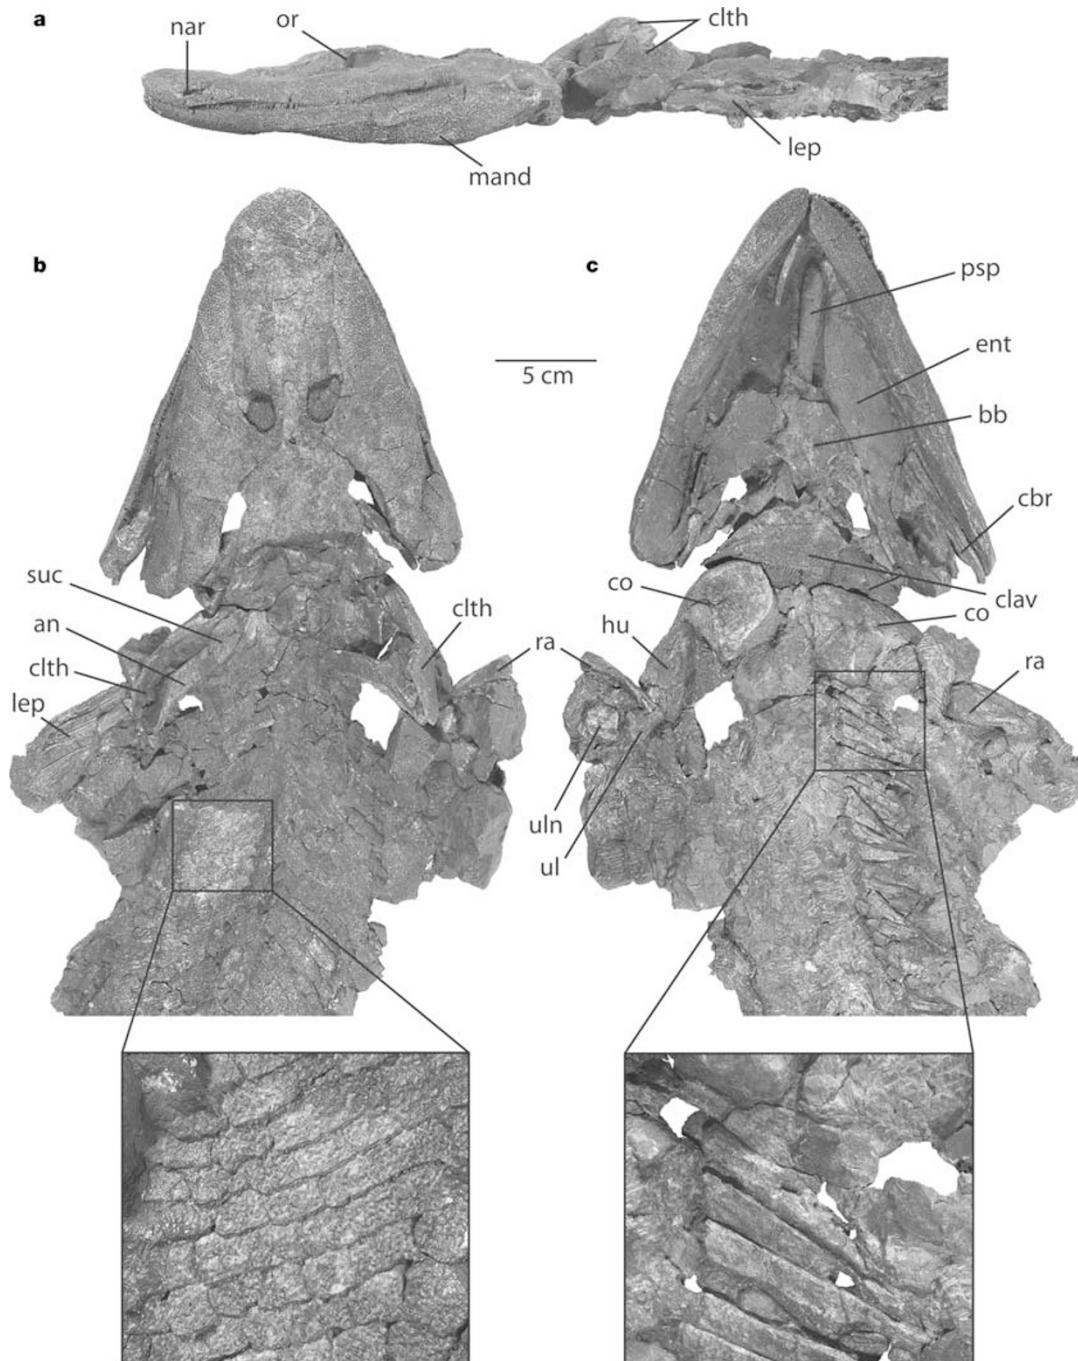 a
clth
or
nar
lep
mand
b
c
psp
ent
5 cm
bb
cbr
suc
co
clav
clth
co
an
hu
ra
ra
clth
lep
uln
ul